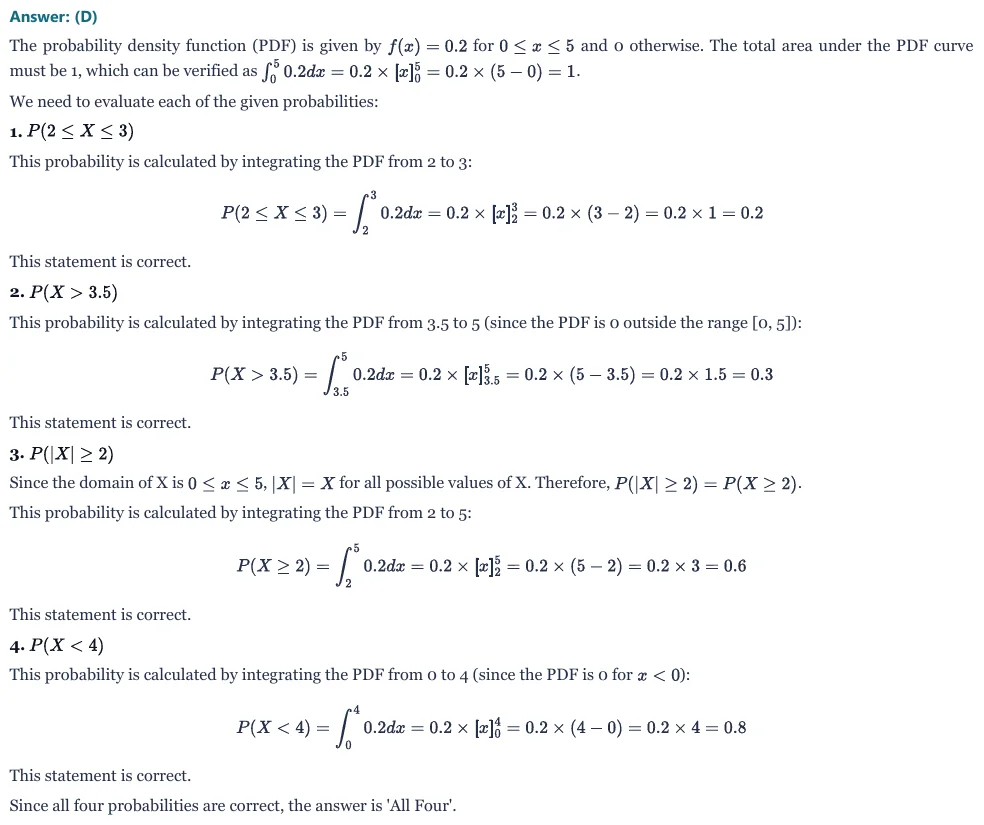 Answer: (D)
The probability density function (PDF) is given by f(x) = 0.2 for 0 ≤ x ≤ 5 and 0 otherwise. The total area under the PDF curve
must be 1, which can be verified as ∫₀⁵ 0.2dx = 0.2 × [x]₀⁵ = 0.2 × (5 − 0) = 1.
We need to evaluate each of the given probabilities:
1. P(2 ≤ X ≤ 3)
This probability is calculated by integrating the PDF from 2 to 3:
P(2 ≤ X ≤ 3) = ∫₂³ 0.2dx = 0.2 × [x]₂³ = 0.2 × (3 − 2) = 0.2 × 1 = 0.2
This statement is correct.
2. P(X > 3.5)
This probability is calculated by integrating the PDF from 3.5 to 5 (since the PDF is 0 outside the range [0, 5]):
P(X > 3.5) = ∫₃.₅⁵ 0.2dx = 0.2 × [x]₃.₅⁵ = 0.2 × (5 − 3.5) = 0.2 × 1.5 = 0.3
This statement is correct.
3. P(|X| ≥ 2)
Since the domain of X is 0 ≤ x ≤ 5, |X| = X for all possible values of X. Therefore, P(|X| ≥ 2) = P(X ≥ 2).
This probability is calculated by integrating the PDF from 2 to 5:
P(X ≥ 2) = ∫₂⁵ 0.2dx = 0.2 × [x]₂⁵ = 0.2 × (5 − 2) = 0.2 × 3 = 0.6
This statement is correct.
4. P(X < 4)
This probability is calculated by integrating the PDF from 0 to 4 (since the PDF is 0 for x < 0):
P(X < 4) = ∫₀⁴ 0.2dx = 0.2 × [x]₀⁴ = 0.2 × (4 − 0) = 0.2 × 4 = 0.8
This statement is correct.
Since all four probabilities are correct, the answer is 'All Four'.